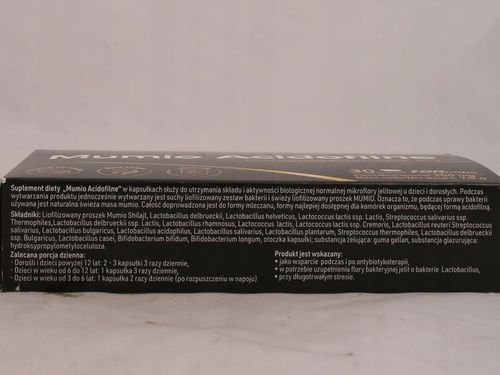 Mumio Acidofilne
30
Suplement diety „Mumio Acidofilne" w kapsułkach służy do utrzymania składu i aktywności biologicznej normalnej mikroflory jelitowej u dzieci i dorosłych. Podczas
wytwarzania produktu jednocześnie wytwarzany jest suchy liofilizowany zestaw bakterii i świeży liofilizowany proszek MUMIO. Oznacza to, że podczas uprawy bakterii
używana jest naturalna świeża masa mumio. Całość doprowadzona jest do formy mleczany, formy najlepiej dostępnej dla komórek organizmu, będącej formą acidofilną.
Składniki: Liofilizowany proszek Mumio Shilajt, Lactobacillus delbrueckii, Lactobacillus helveticus, Lactococcus lactis ssp. Lactis, Streptococcus salivarius ssp.
Thermophiles,Lactobacillus delbrueckii ssp. Lactis, Lactobacillus rhamnosus, Lactococcus lactis, lactis ssp. Cremoris, Lactobacillus reuteri Streptococcus
salivarius, Lactobacillus bulgaricus, Lactobacillus acidophilus, Lactobacillus salivarius, Lactobacillus plantarum, Streptococcus thermophilus, Lactobacillus delbrueckii
ssp. Bulgaricus, Lactobacillus casei, Bifidobacterium bifidum, Bifidobacterium longum, otoczka kapsułki; substancja żelująca: guma gellan, substancja glazurująca:
hydroksypropylometyloceluloza.
Zalecana porcja dzienna:
- Dorośli i dzieci powyżej 12 lat: 2 - 3 kapsułki 3 razy dziennie,
- Dzieci w wieku od 6 do 12 lat: 1 kapsułka 3 razy dziennie,
- Dzieci w wieku od 3 do 6 lat: 1 kapsułka 2 razy dziennie (po rozpuszczeniu w napoju)
Produkt jest wskazany:
• jako wsparcie podczas i po antybiotykoterapii,
• w potrzebie uzupełnienia flory bakteryjnej jelit o bakterie Lactobacillus,
• przy długotrwałym stresie.